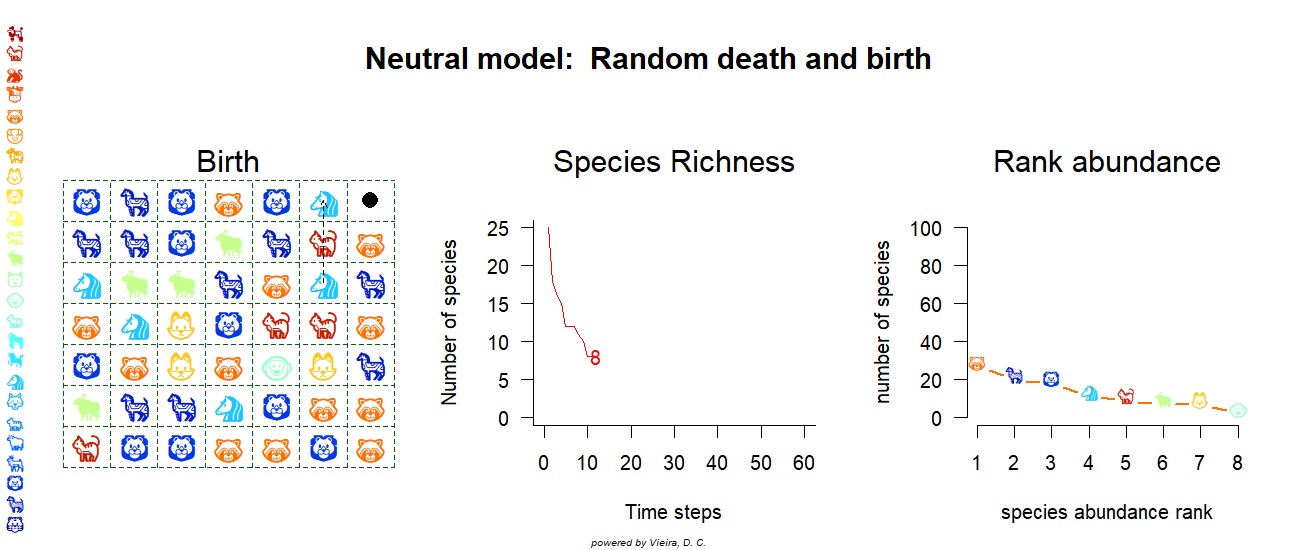 Neutral model:  Random death and birth
Birth
Species Richness
Number of species
25
20
15
10
5
0
8
0 10 20 30 40 50 60
Time steps
Rank abundance
number of species
100
80
60
40
20
0
1 2 3 4 5 6 7 8
species abundance rank
powered by Vieira, D. C.